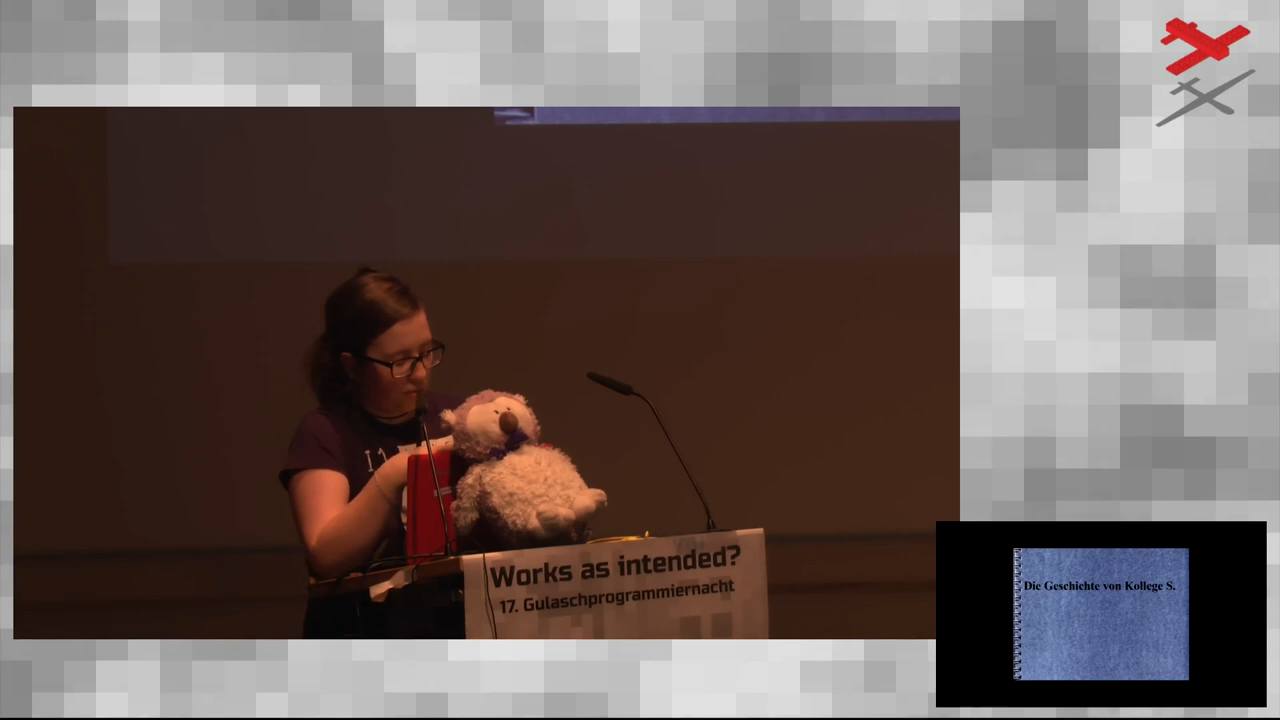 Works as intended?
17. Gulaschprogrammiernacht
Die Geschichte von Kollege S.